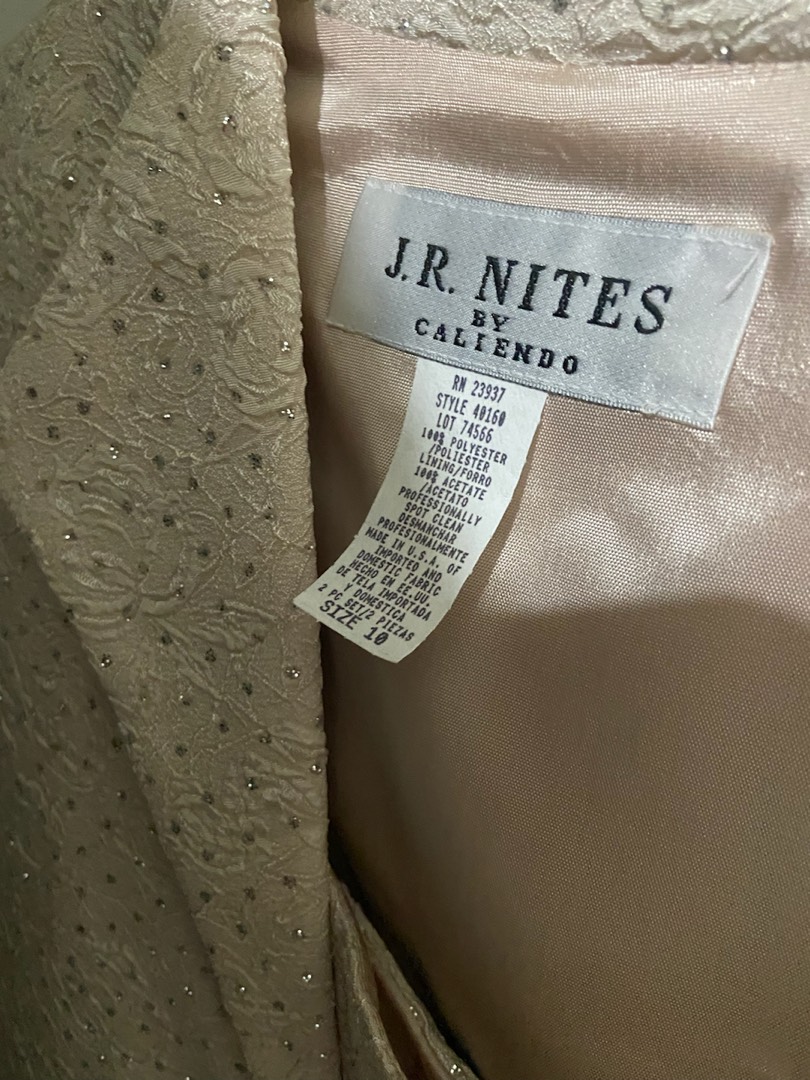 J.R. NITES
BY
CALIENDO
RN 23937
STYLE 40160
LOT 74566
100% POLYESTER
/POLIESTER
LINING/FORRO
100% ACETATE
/ACETATO
PROFESSIONALLY
SPOT CLEAN
DESMANCHAR
PROFESIONALMENTE
MADE IN U.S.A. OF
IMPORTED AND
DOMESTIC FABRIC
HECHO EN EE.UU
DE TELA IMPORTADA
Y DOMESTICA
2 PC SET/2 PIEZAS
SIZE 10